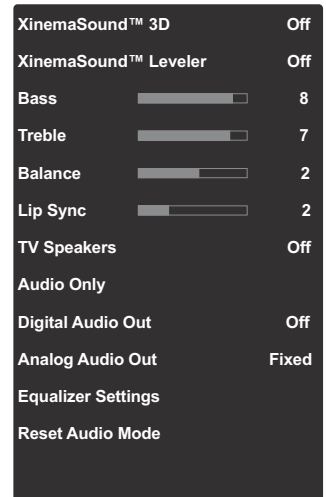 XinemaSound™ 3D Off
XinemaSound™ Leveler Off
Bass 8
Treble 7
Balance 2
Lip Sync 2
TV Speakers Off
Audio Only
Digital Audio Out Off
Analog Audio Out Fixed
Equalizer Settings
Reset Audio Mode